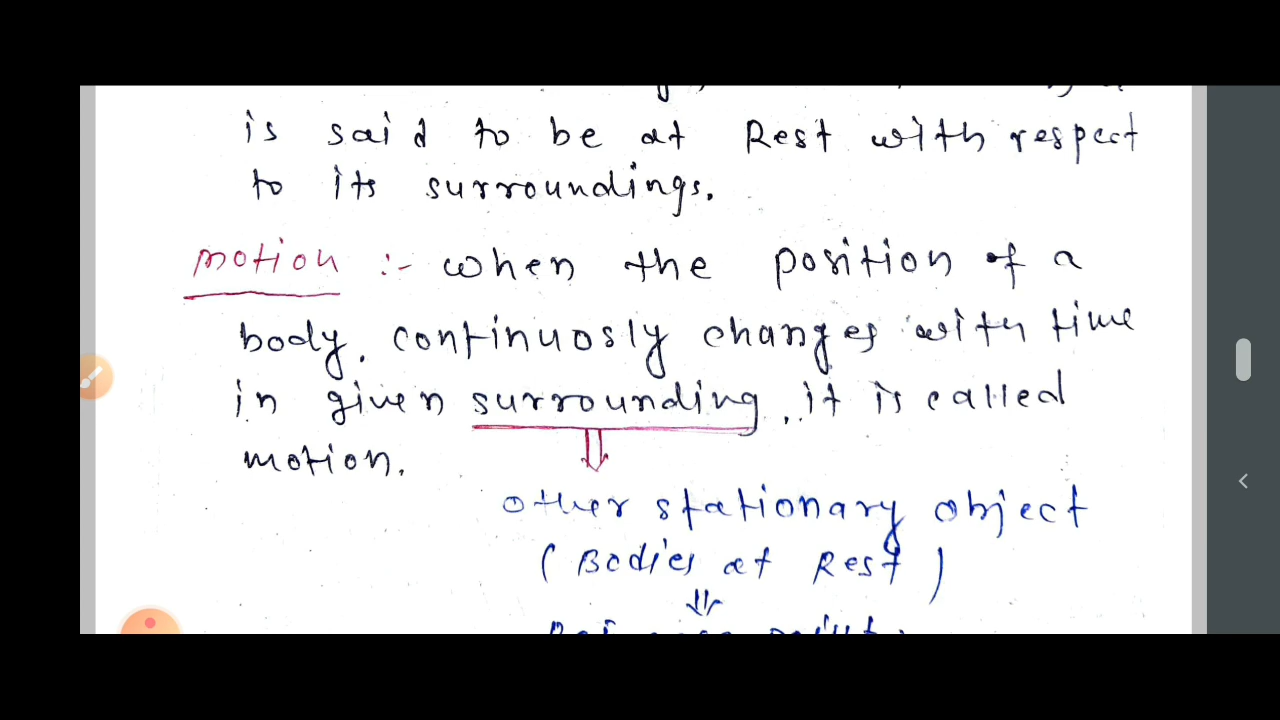 is said to be at Rest with respect
to its surroundings.
motion :- when the position of a
body. continuosly changes with time
in given surrounding, it is called
motion.
other stationary object
(Bodies at Rest)